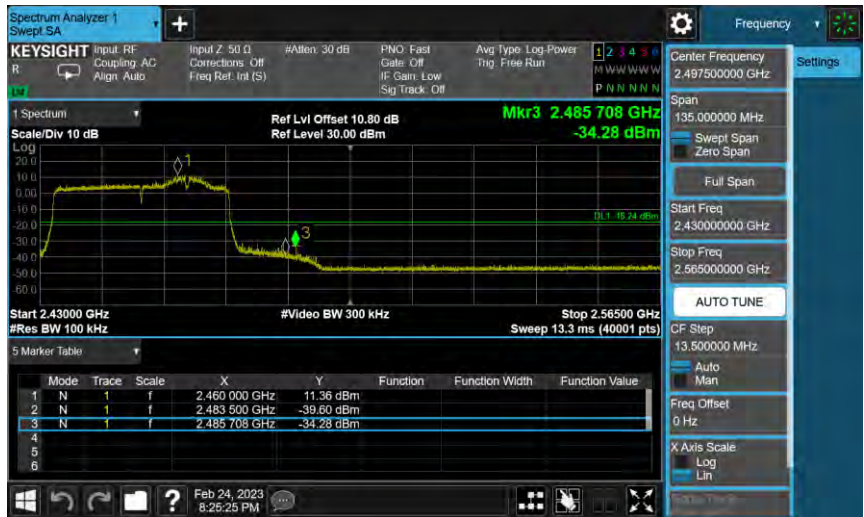 Spectrum Analyzer 1
Swept SA
+
Frequency
KEYSIGHT
R
Input: RF
Coupling: AC
Align: Auto
Input Z: 50 Ω
Corrections: Off
Freq Ref: Int (S)
#Atten: 30 dB
PNO: Fast
Gate: Off
IF Gain: Low
Sig Track: Off
Avg Type: Log-Power
Trig: Free Run
1 2 3 4 5 6
M W W W W W
P N N N N N
1 Spectrum
Scale/Div 10 dB
Ref Lvl Offset 10.80 dB
Ref Level 30.00 dBm
Mkr3 2.485 708 GHz
-34.28 dBm
Log
20.0
10.0
0.00
-10.0
-20.0
-30.0
-40.0
-50.0
-60.0
1
3
Start 2.43000 GHz
#Res BW 100 kHz
#Video BW 300 kHz
Stop 2.56500 GHz
Sweep 13.3 ms (40001 pts)
5 Marker Table
Mode Trace Scale X Y Function Function Width Function Value
1 N 1 f 2.460 000 GHz 11.36 dBm
2 N 1 f 2.483 500 GHz -39.60 dBm
3 N 1 f 2.485 708 GHz -34.28 dBm
4
5
6
Feb 24, 2023
8:25:25 PM
?
Center Frequency
2.497500000 GHz
Settings
Span
135.000000 MHz
Swept Span
Zero Span
Full Span
Start Freq
2.430000000 GHz
Stop Freq
2.565000000 GHz
AUTO TUNE
CF Step
13.500000 MHz
Auto
Man
Freq Offset
0 Hz
X Axis Scale
Log
Lin